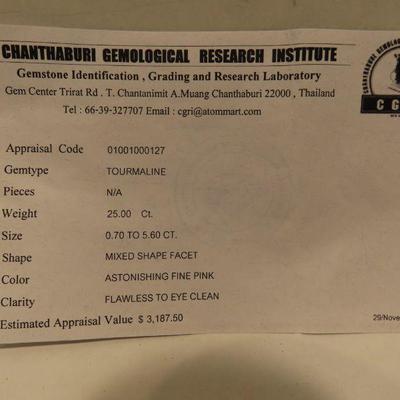 CHANTHABURI GEMOLOGICAL RESEARCH INSTITUTE
Gemstone Identification , Grading and Research Laboratory
Gem Center Trirat Rd . T. Chantanimit A.Muang Chanthaburi 22000 , Thailand
Tel : 66-39-327707 Email : cgri@atommart.com
CHANTHABURI GEMOLOG
C G
Appraisal Code 01001000127
Gemtype TOURMALINE
Pieces N/A
Weight 25.00 Ct.
Size 0.70 TO 5.60 CT.
Shape MIXED SHAPE FACET
Color ASTONISHING FINE PINK
Clarity FLAWLESS TO EYE CLEAN
Estimated Appraisal Value $ 3,187.50
29/Nove